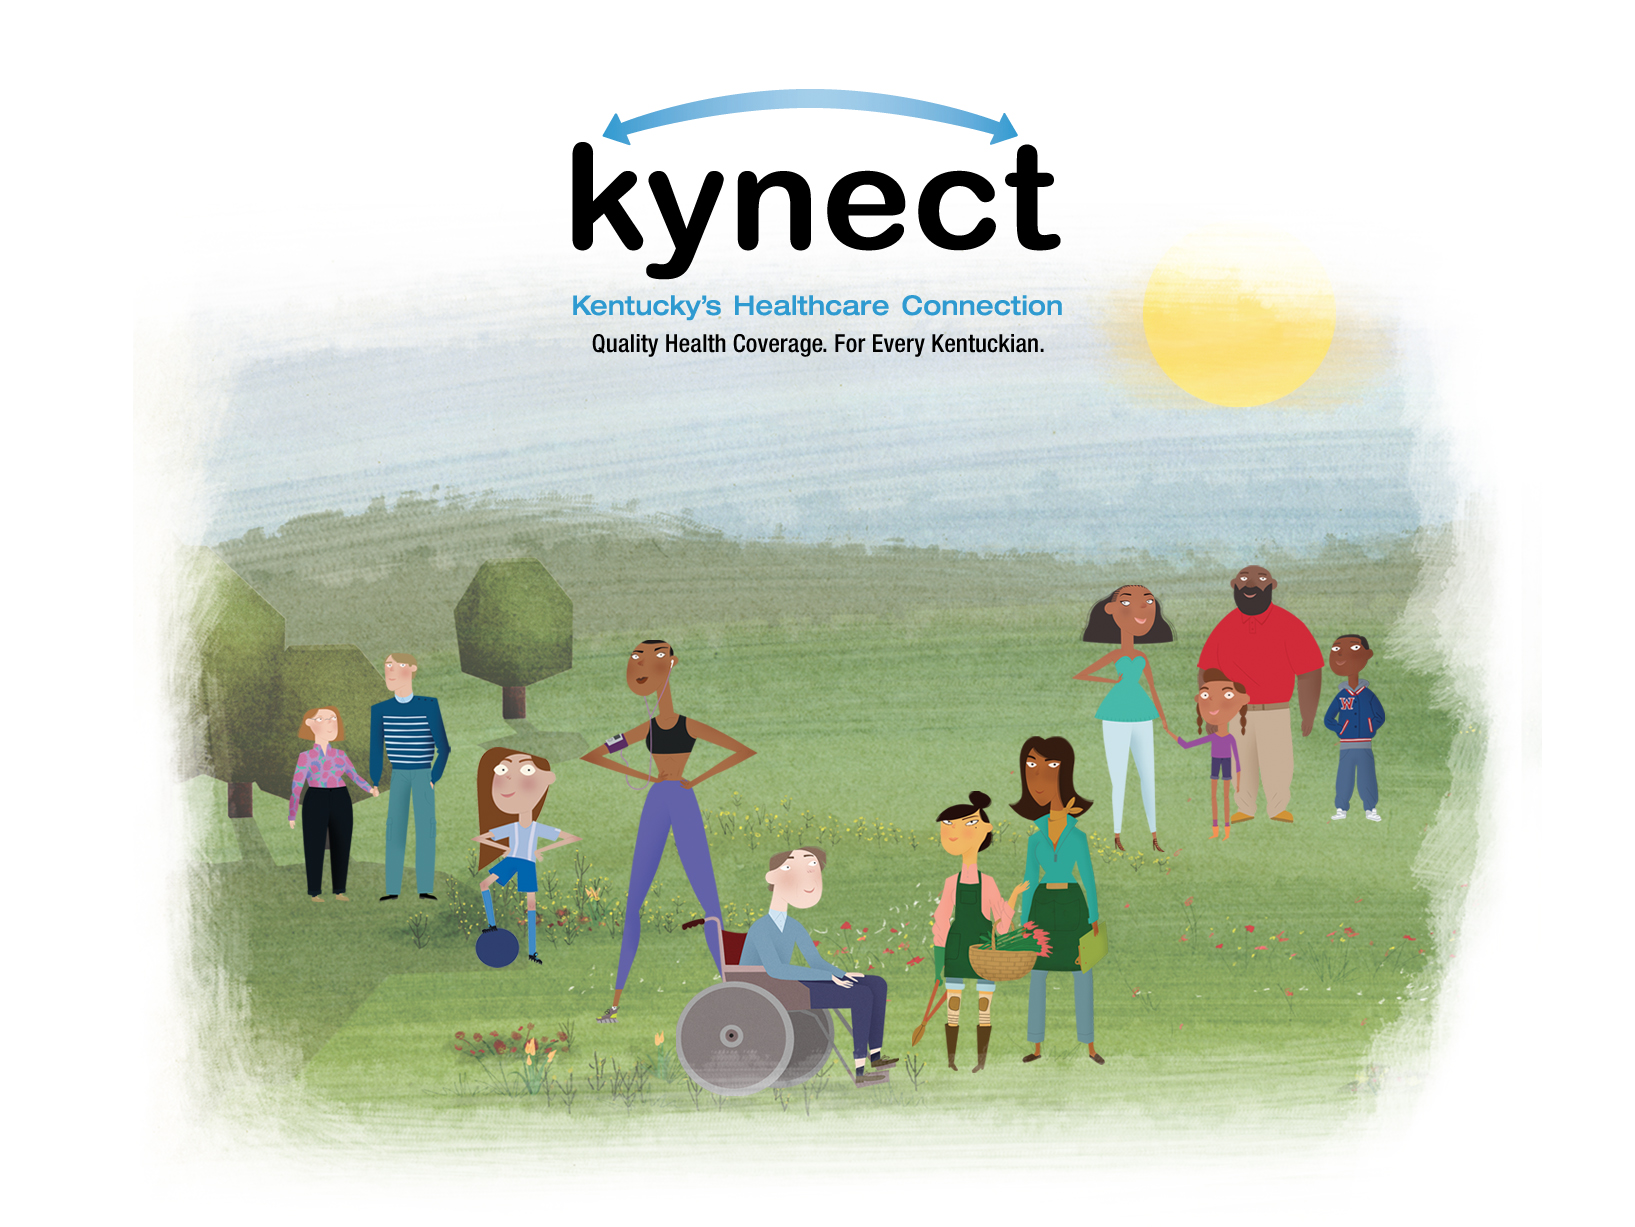 kynect
Kentucky's Healthcare Connection
Quality Health Coverage. For Every Kentuckian.
W